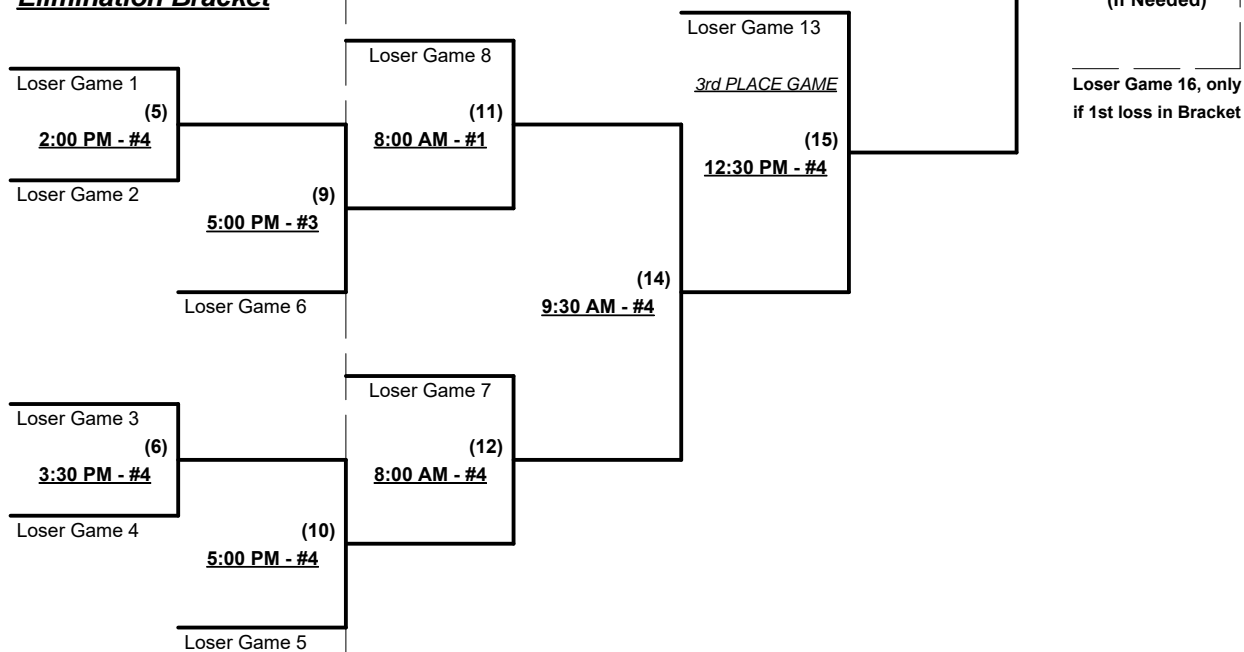 Elimination Bracket
(If Needed)
Loser Game 13
Loser Game 8
Loser Game 1
3rd PLACE GAME
Loser Game 16, only
if 1st loss in Bracket
(5)
2:00 PM - #4
(11)
8:00 AM - #1
(15)
12:30 PM - #4
Loser Game 2
(9)
5:00 PM - #3
(14)
9:30 AM - #4
Loser Game 6
Loser Game 7
Loser Game 3
(6)
3:30 PM - #4
(12)
8:00 AM - #4
Loser Game 4
(10)
5:00 PM - #4
Loser Game 5